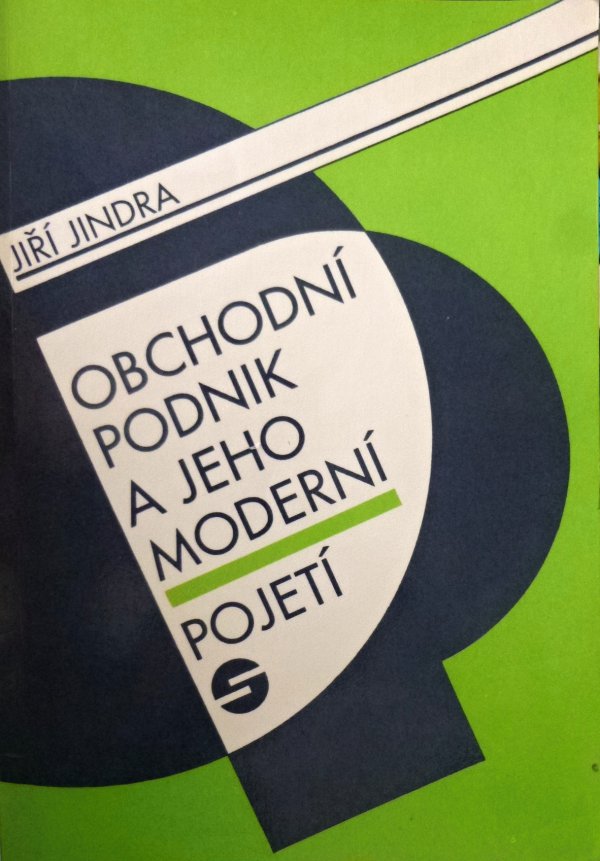 JIŘÍ JINDRA
OBCHODNÍ
PODNIK
A JEHO
MODERNÍ
POJETÍ